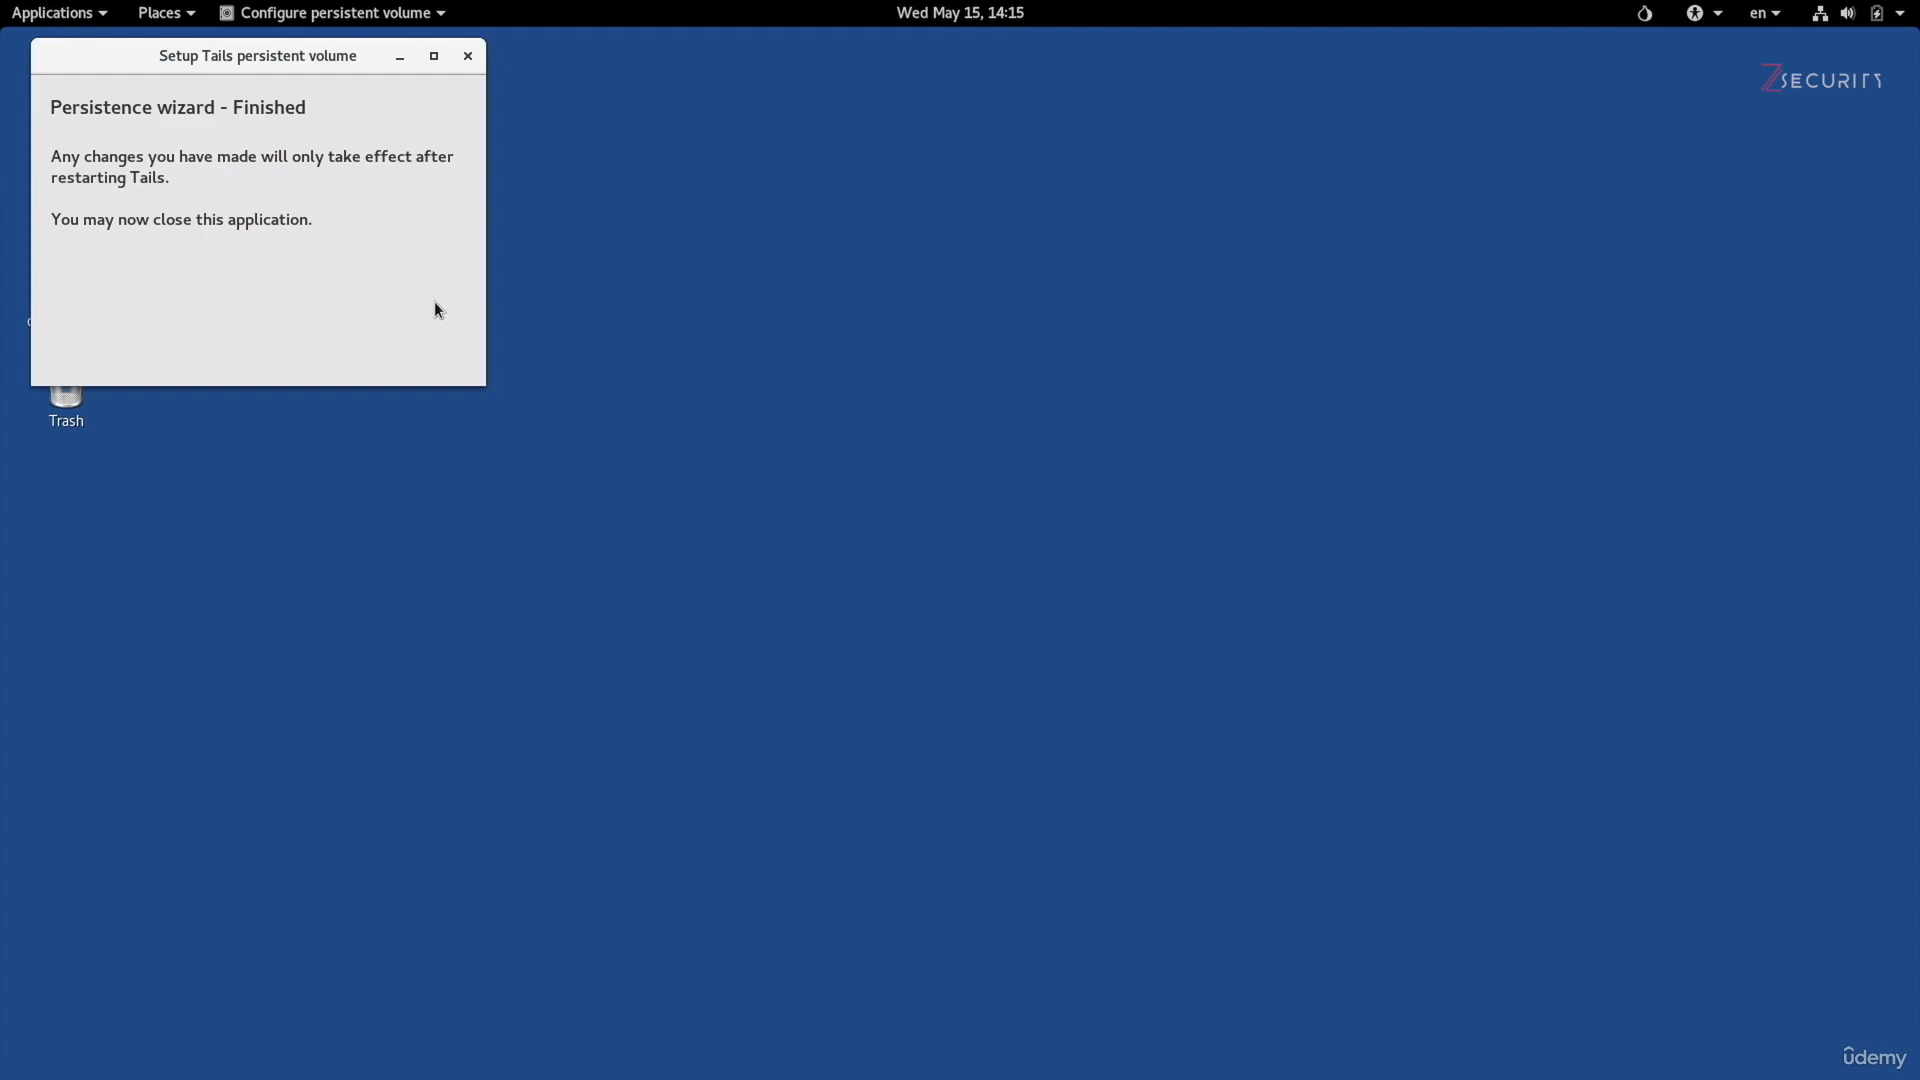 Applications
Places
Configure persistent volume
Wed May 15, 14:15
en
Setup Tails persistent volume
ZSECURITY
Persistence wizard - Finished
Any changes you have made will only take effect after
restarting Tails.
You may now close this application.
Trash
ûdemy